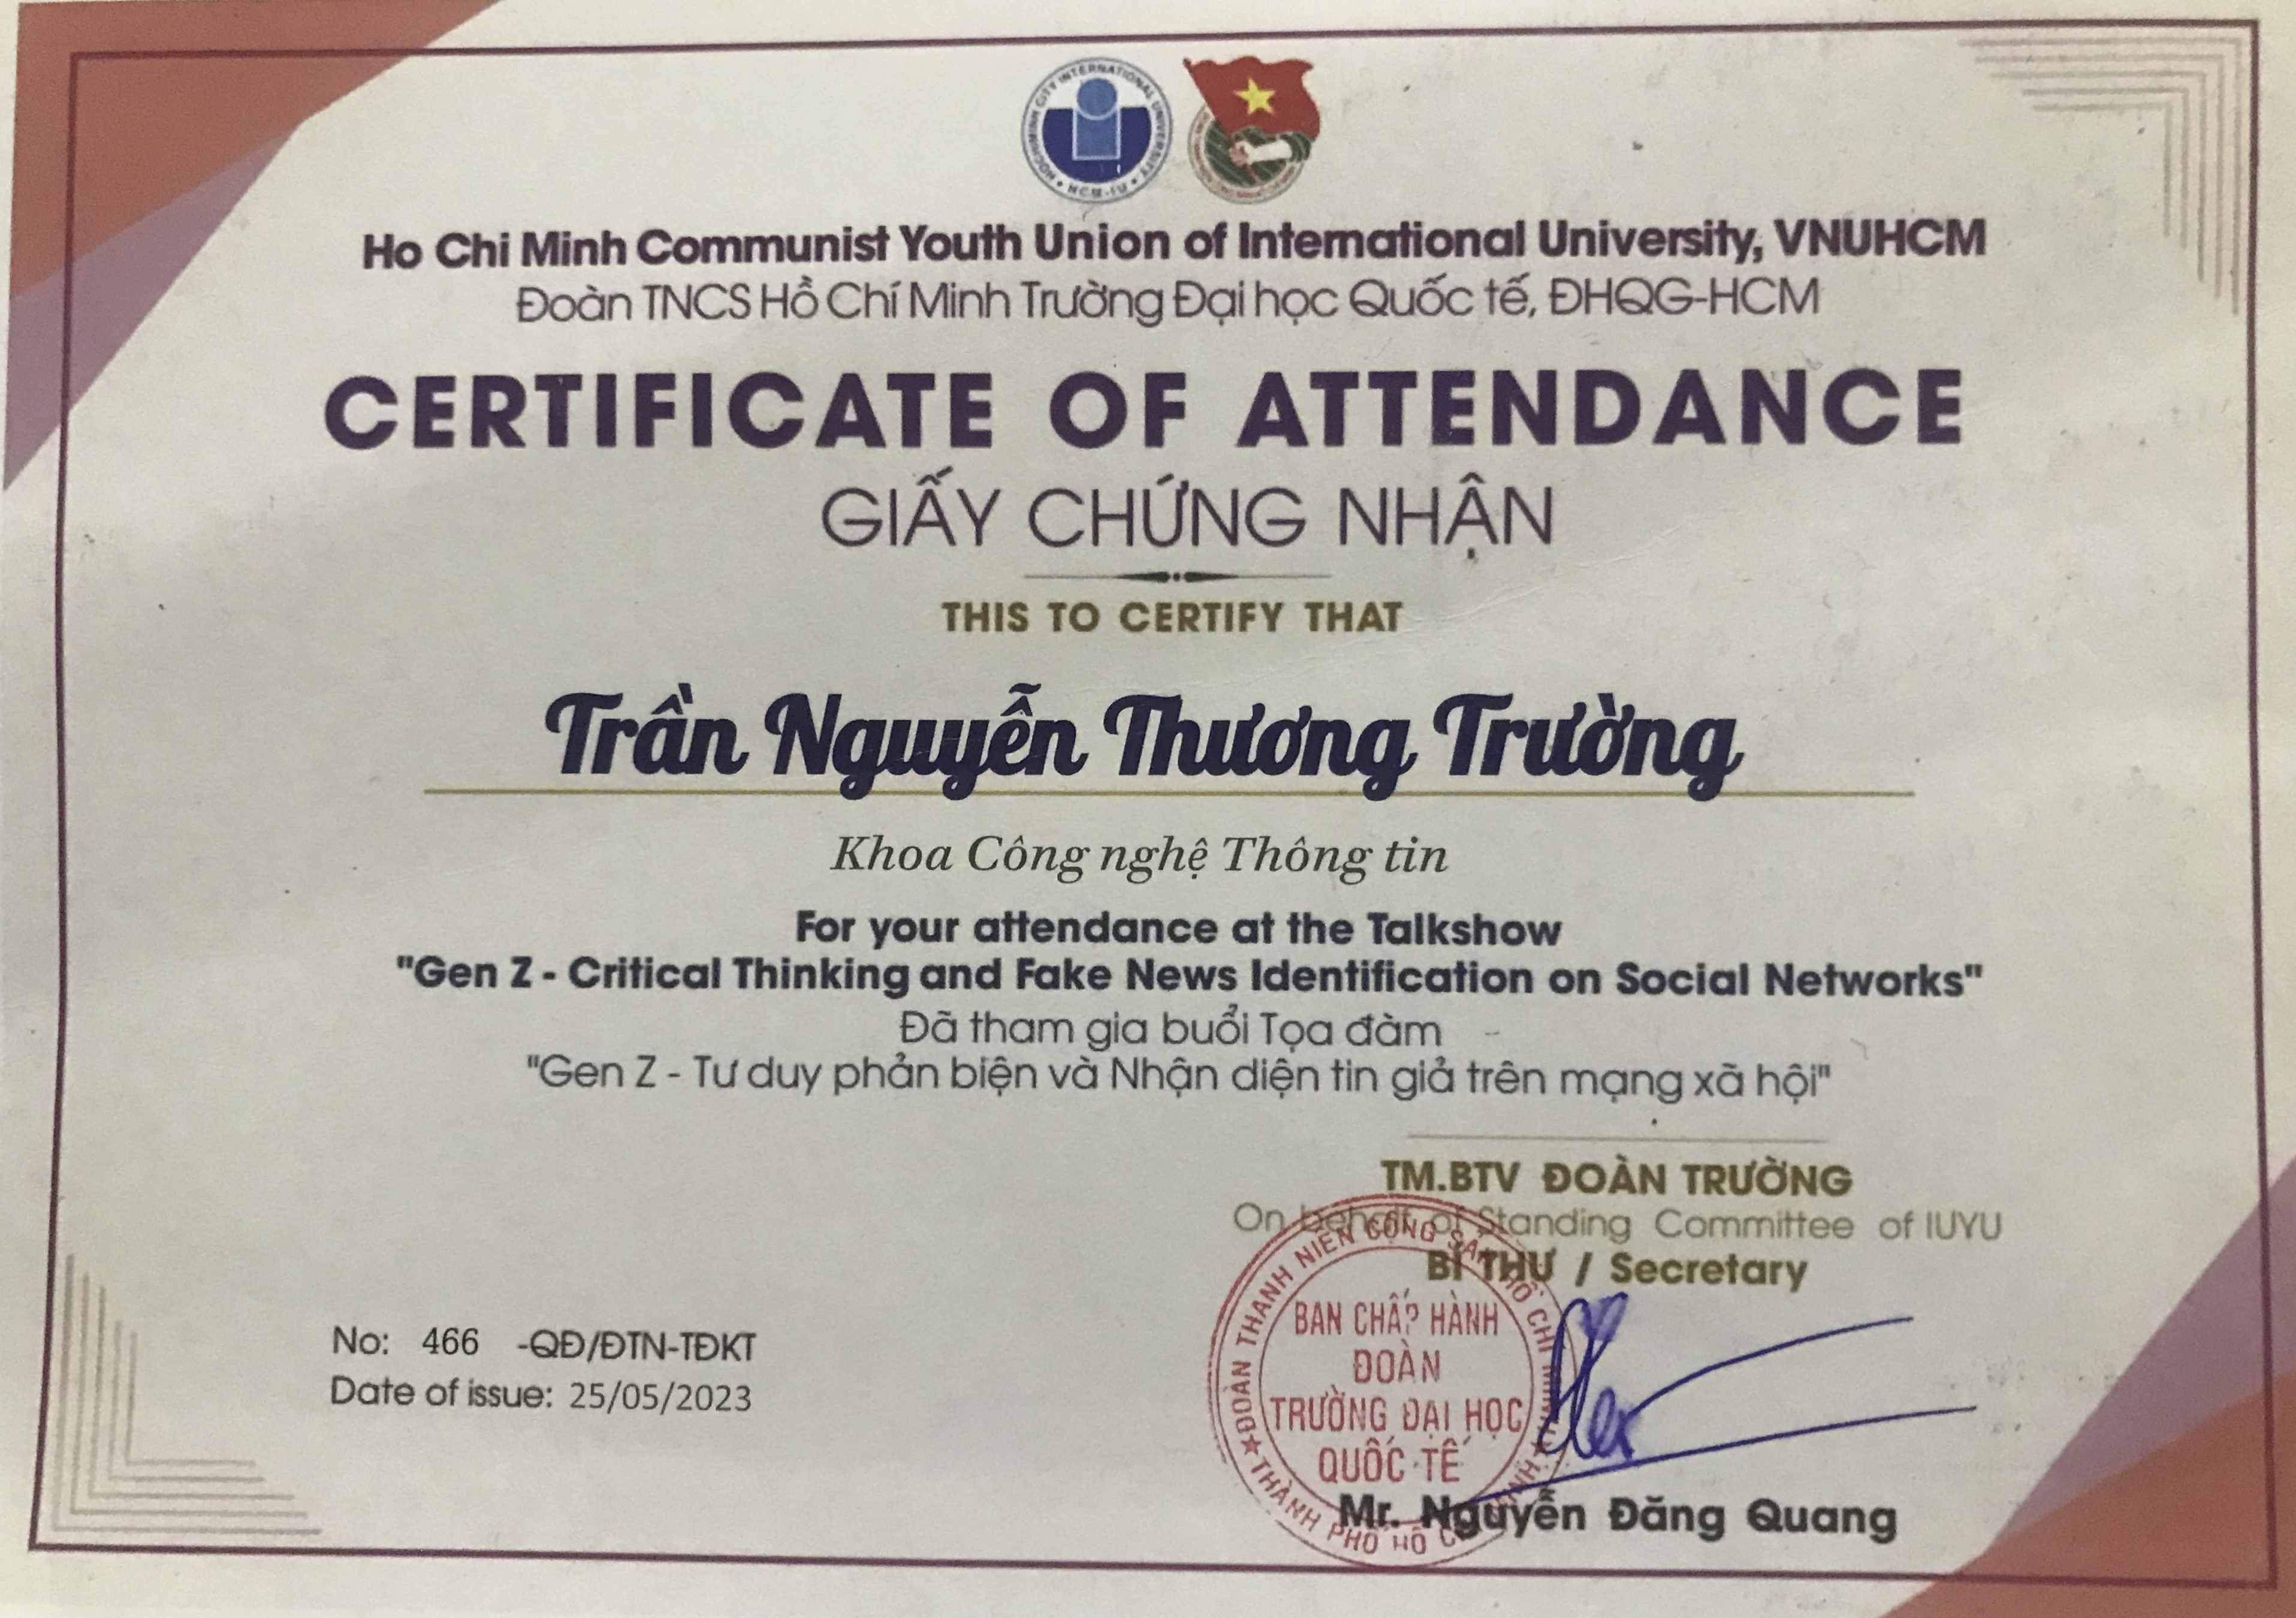 HOCHIMINH CITY INTERNATIONAL UNIVERSITY
HCM-IU
Ho Chi Minh Communist Youth Union of International University, VNUHCM
Đoàn TNCS Hồ Chí Minh Trường Đại học Quốc tế, ĐHQG-HCM
CERTIFICATE OF ATTENDANCE
GIẤY CHỨNG NHẬN
THIS TO CERTIFY THAT
Trần Nguyễn Thương Trường
Khoa Công nghệ Thông tin
For your attendance at the Talkshow
"Gen Z - Critical Thinking and Fake News Identification on Social Networks"
Đã tham gia buổi Tọa đàm
"Gen Z - Tư duy phản biện và Nhận diện tin giả trên mạng xã hội"
TM.BTV ĐOÀN TRƯỜNG
On behalf of Standing Committee of IUYU
BÍ THƯ / Secretary
ĐOÀN THANH NIÊN CỘNG SẢN HỒ CHÍ MINH
BAN CHẤP HÀNH
ĐOÀN
TRƯỜNG ĐẠI HỌC
QUỐC TẾ
THÀNH PHỐ HỒ CHÍ MINH
No: 466 -QĐ/ĐTN-TĐKT
Date of issue: 25/05/2023
Mr. Nguyễn Đăng Quang